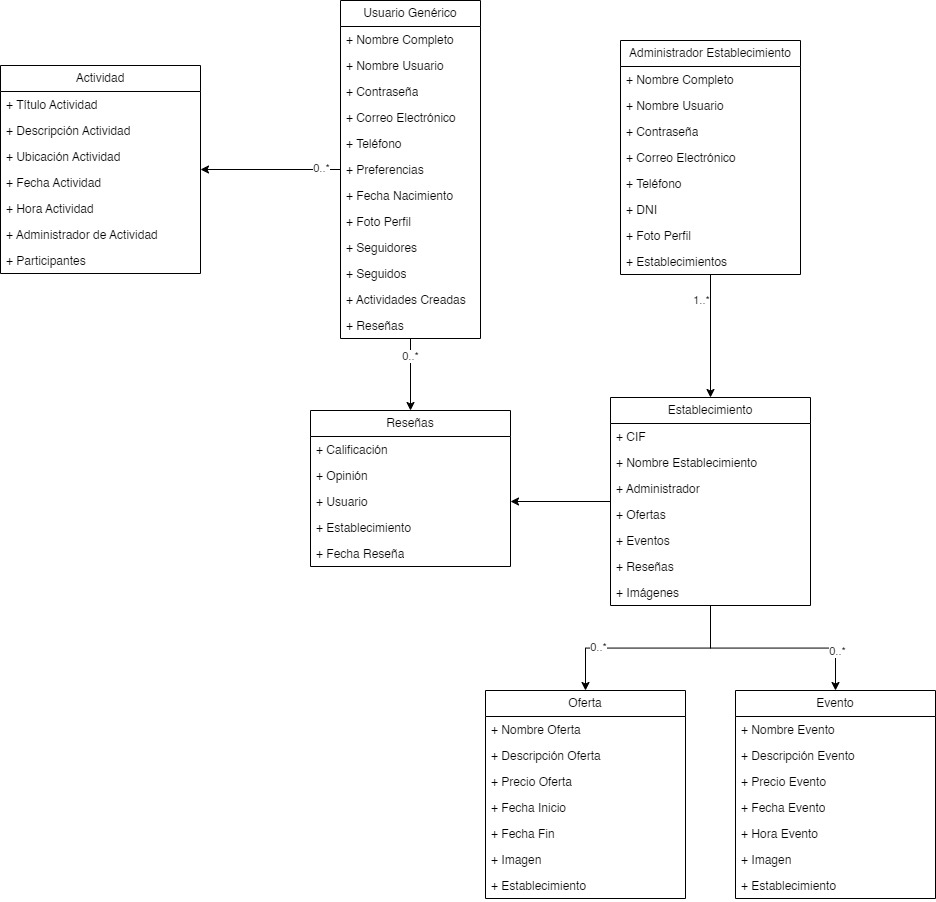 Usuario Genérico
+ Nombre Completo
+ Nombre Usuario
+ Contraseña
+ Correo Electrónico
+ Teléfono
+ Preferencias
+ Fecha Nacimiento
+ Foto Perfil
+ Seguidores
+ Seguidos
+ Actividades Creadas
+ Reseñas
Administrador Establecimiento
+ Nombre Completo
+ Nombre Usuario
+ Contraseña
+ Correo Electrónico
+ Teléfono
+ DNI
+ Foto Perfil
+ Establecimientos
Actividad
+ Título Actividad
+ Descripción Actividad
+ Ubicación Actividad
+ Fecha Actividad
+ Hora Actividad
+ Administrador de Actividad
+ Participantes
0..*
1..*
0..*
Reseñas
+ Calificación
+ Opinión
+ Usuario
+ Establecimiento
+ Fecha Reseña
Establecimiento
+ CIF
+ Nombre Establecimiento
+ Administrador
+ Ofertas
+ Eventos
+ Reseñas
+ Imágenes
0..*
0..*
Oferta
+ Nombre Oferta
+ Descripción Oferta
+ Precio Oferta
+ Fecha Inicio
+ Fecha Fin
+ Imagen
+ Establecimiento
Evento
+ Nombre Evento
+ Descripción Evento
+ Precio Evento
+ Fecha Evento
+ Hora Evento
+ Imagen
+ Establecimiento